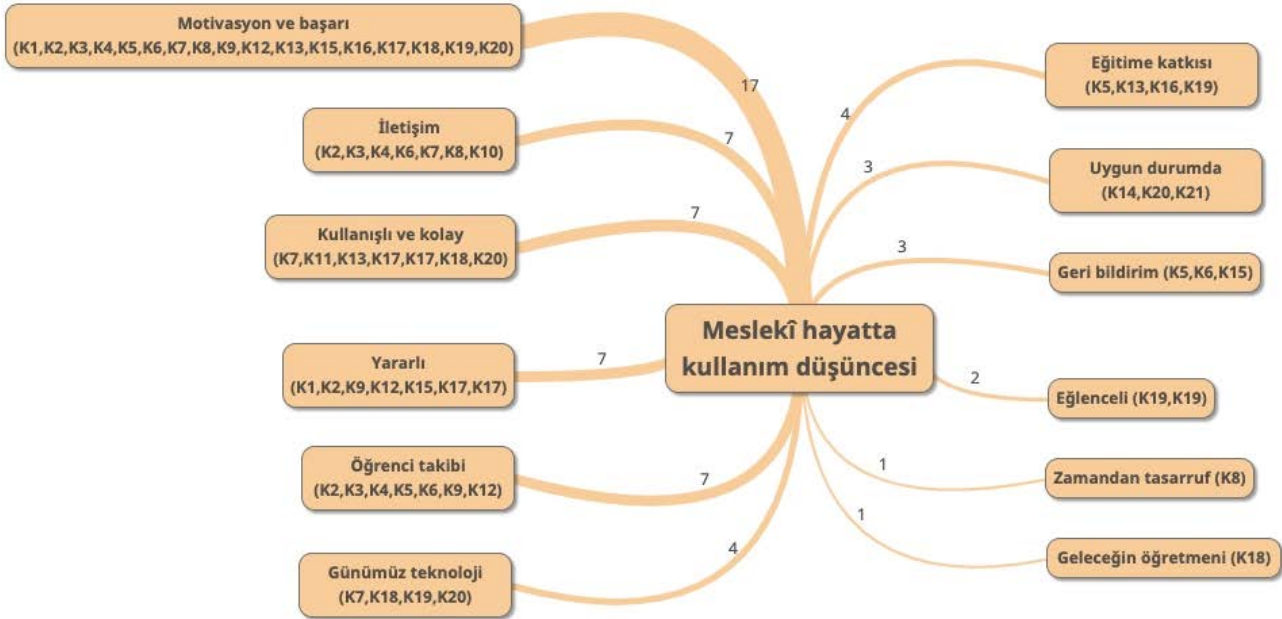 Motivasyon ve başarı
(K1,K2,K3,K4,K5,K6,K7,K8,K9,K12,K13,K15,K16,K17,K18,K19,K20)
17
İletişim
(K2,K3,K4,K6,K7,K8,K10)
7
Kullanışlı ve kolay
(K7,K11,K13,K17,K17,K18,K20)
7
Yararlı
(K1,K2,K9,K12,K15,K17,K17)
7
Öğrenci takibi
(K2,K3,K4,K5,K6,K9,K12)
7
Günümüz teknoloji
(K7,K18,K19,K20)
4
Meslekî hayatta
kullanım düşüncesi
4
Eğitime katkısı
(K5,K13,K16,K19)
3
Uygun durumda
(K14,K20,K21)
3
Geri bildirim (K5,K6,K15)
2
Eğlenceli (K19,K19)
1
Zamandan tasarruf (K8)
1
Geleceğin öğretmeni (K18)